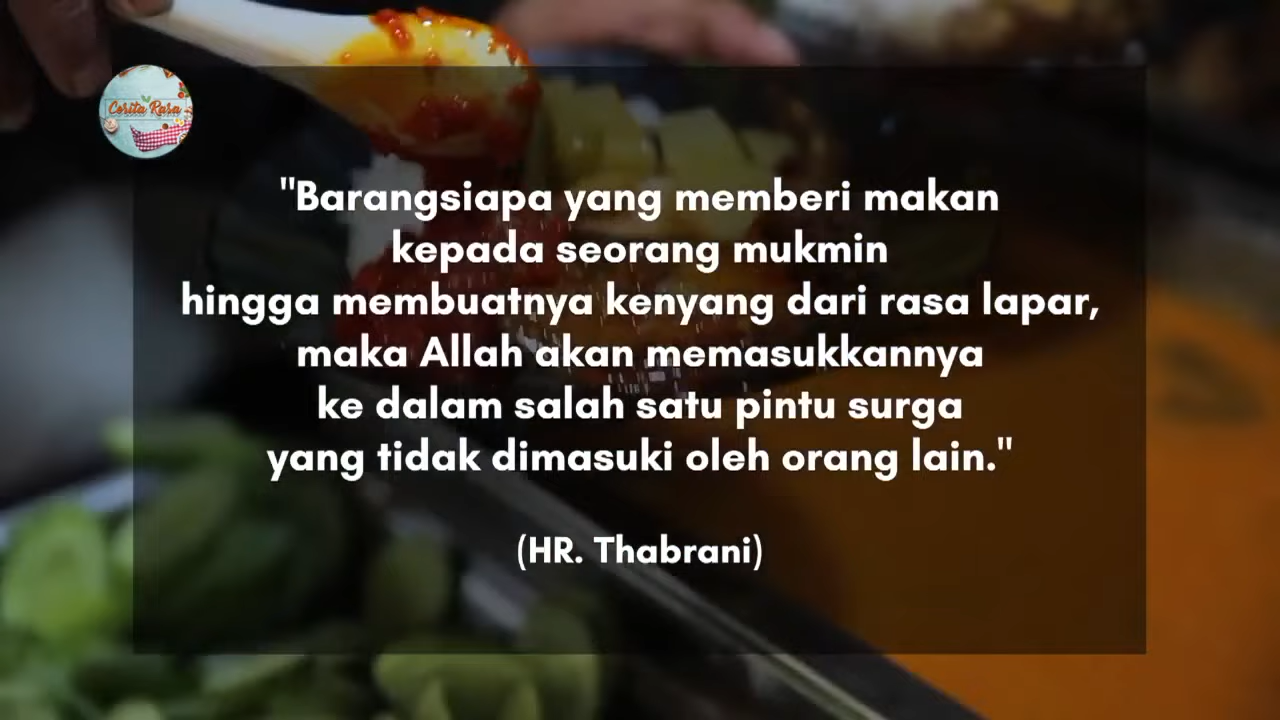 Cerita Rasa
"Barangsiapa yang memberi makan
kepada seorang mukmin
hingga membuatnya kenyang dari rasa lapar,
maka Allah akan memasukkannya
ke dalam salah satu pintu surga
yang tidak dimasuki oleh orang lain."
(HR. Thabrani)